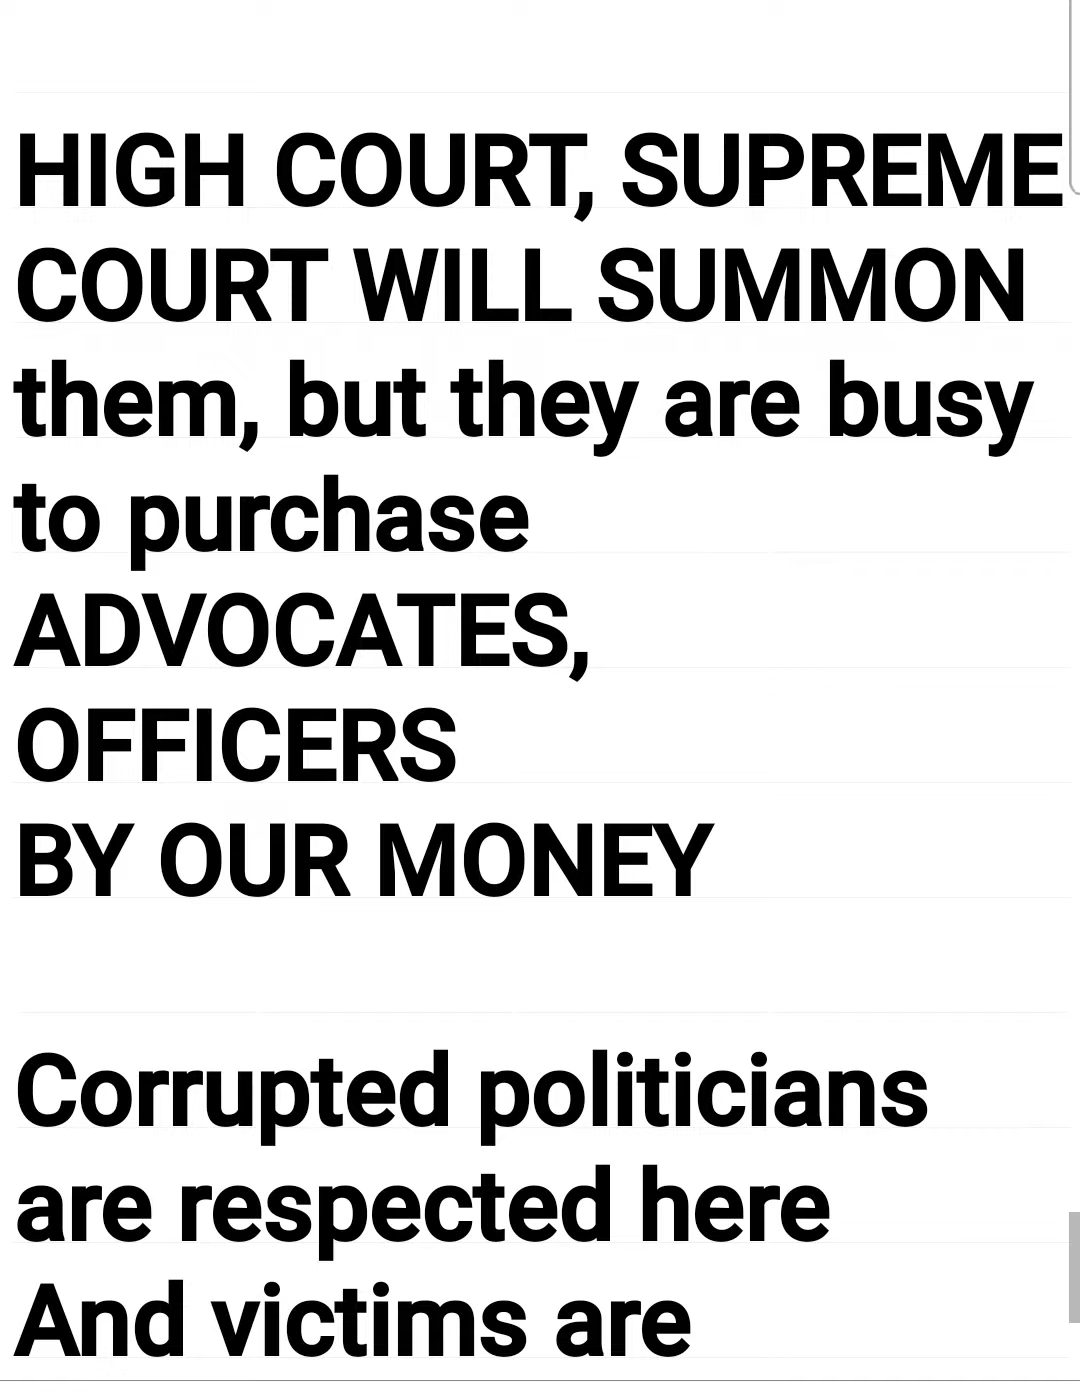 HIGH COURT, SUPREME
COURT WILL SUMMON
them, but they are busy
to purchase
ADVOCATES,
OFFICERS
BY OUR MONEY
Corrupted politicians
are respected here
And victims are